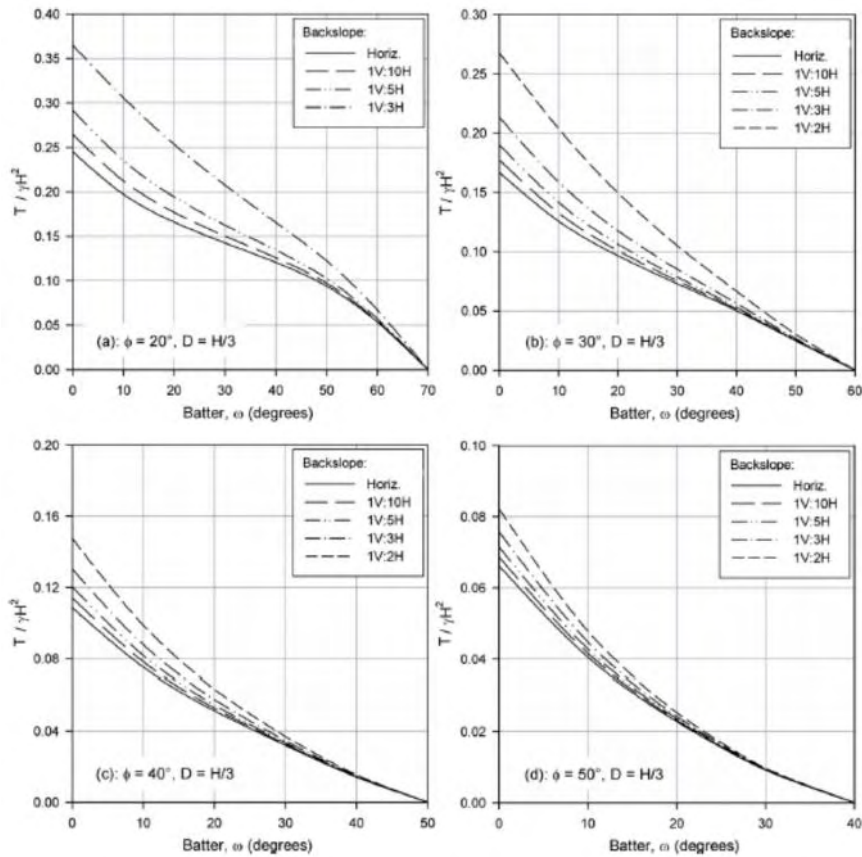 0.40
0.35
0.30
0.25
0.20
0.15
0.10
0.05
0.00
T / γH²
Backslope:
Horiz.
1V:10H
1V:5H
1V:3H
(a): ϕ = 20°, D = H/3
0 10 20 30 40 50 60 70
Batter, ω (degrees)
0.30
0.25
0.20
0.15
0.10
0.05
0.00
T / γH²
Backslope:
Horiz.
1V:10H
1V:5H
1V:3H
1V:2H
(b): ϕ = 30°, D = H/3
0 10 20 30 40 50 60
Batter, ω (degrees)
0.20
0.16
0.12
0.08
0.04
0.00
T / γH²
Backslope:
Horiz.
1V:10H
1V:5H
1V:3H
1V:2H
(c): ϕ = 40°, D = H/3
0 10 20 30 40 50
Batter, ω (degrees)
0.10
0.08
0.06
0.04
0.02
0.00
T / γH²
Backslope:
Horiz.
1V:10H
1V:5H
1V:3H
1V:2H
(d): ϕ = 50°, D = H/3
0 10 20 30 40
Batter, ω (degrees)